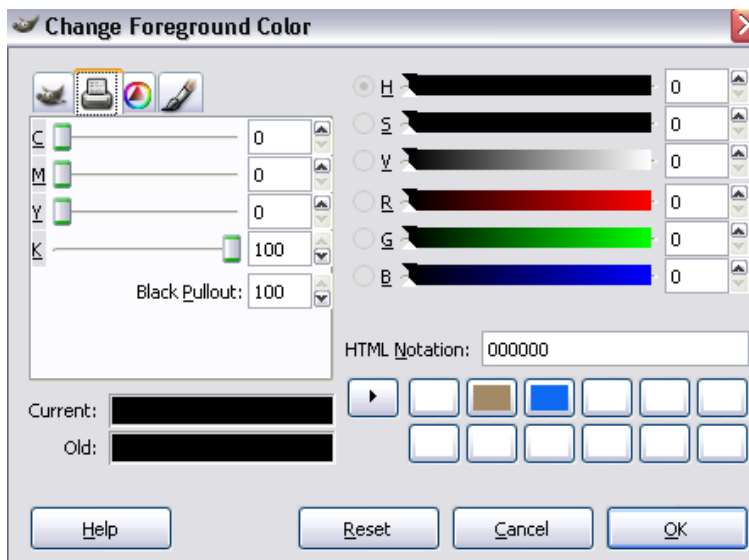 Change Foreground Color
C 0
M 0
Y 0
K 100
Black Pullout: 100
H 0
S 0
V 0
R 0
G 0
B 0
HTML Notation: 000000
Current:
Old:
Help Reset Cancel OK